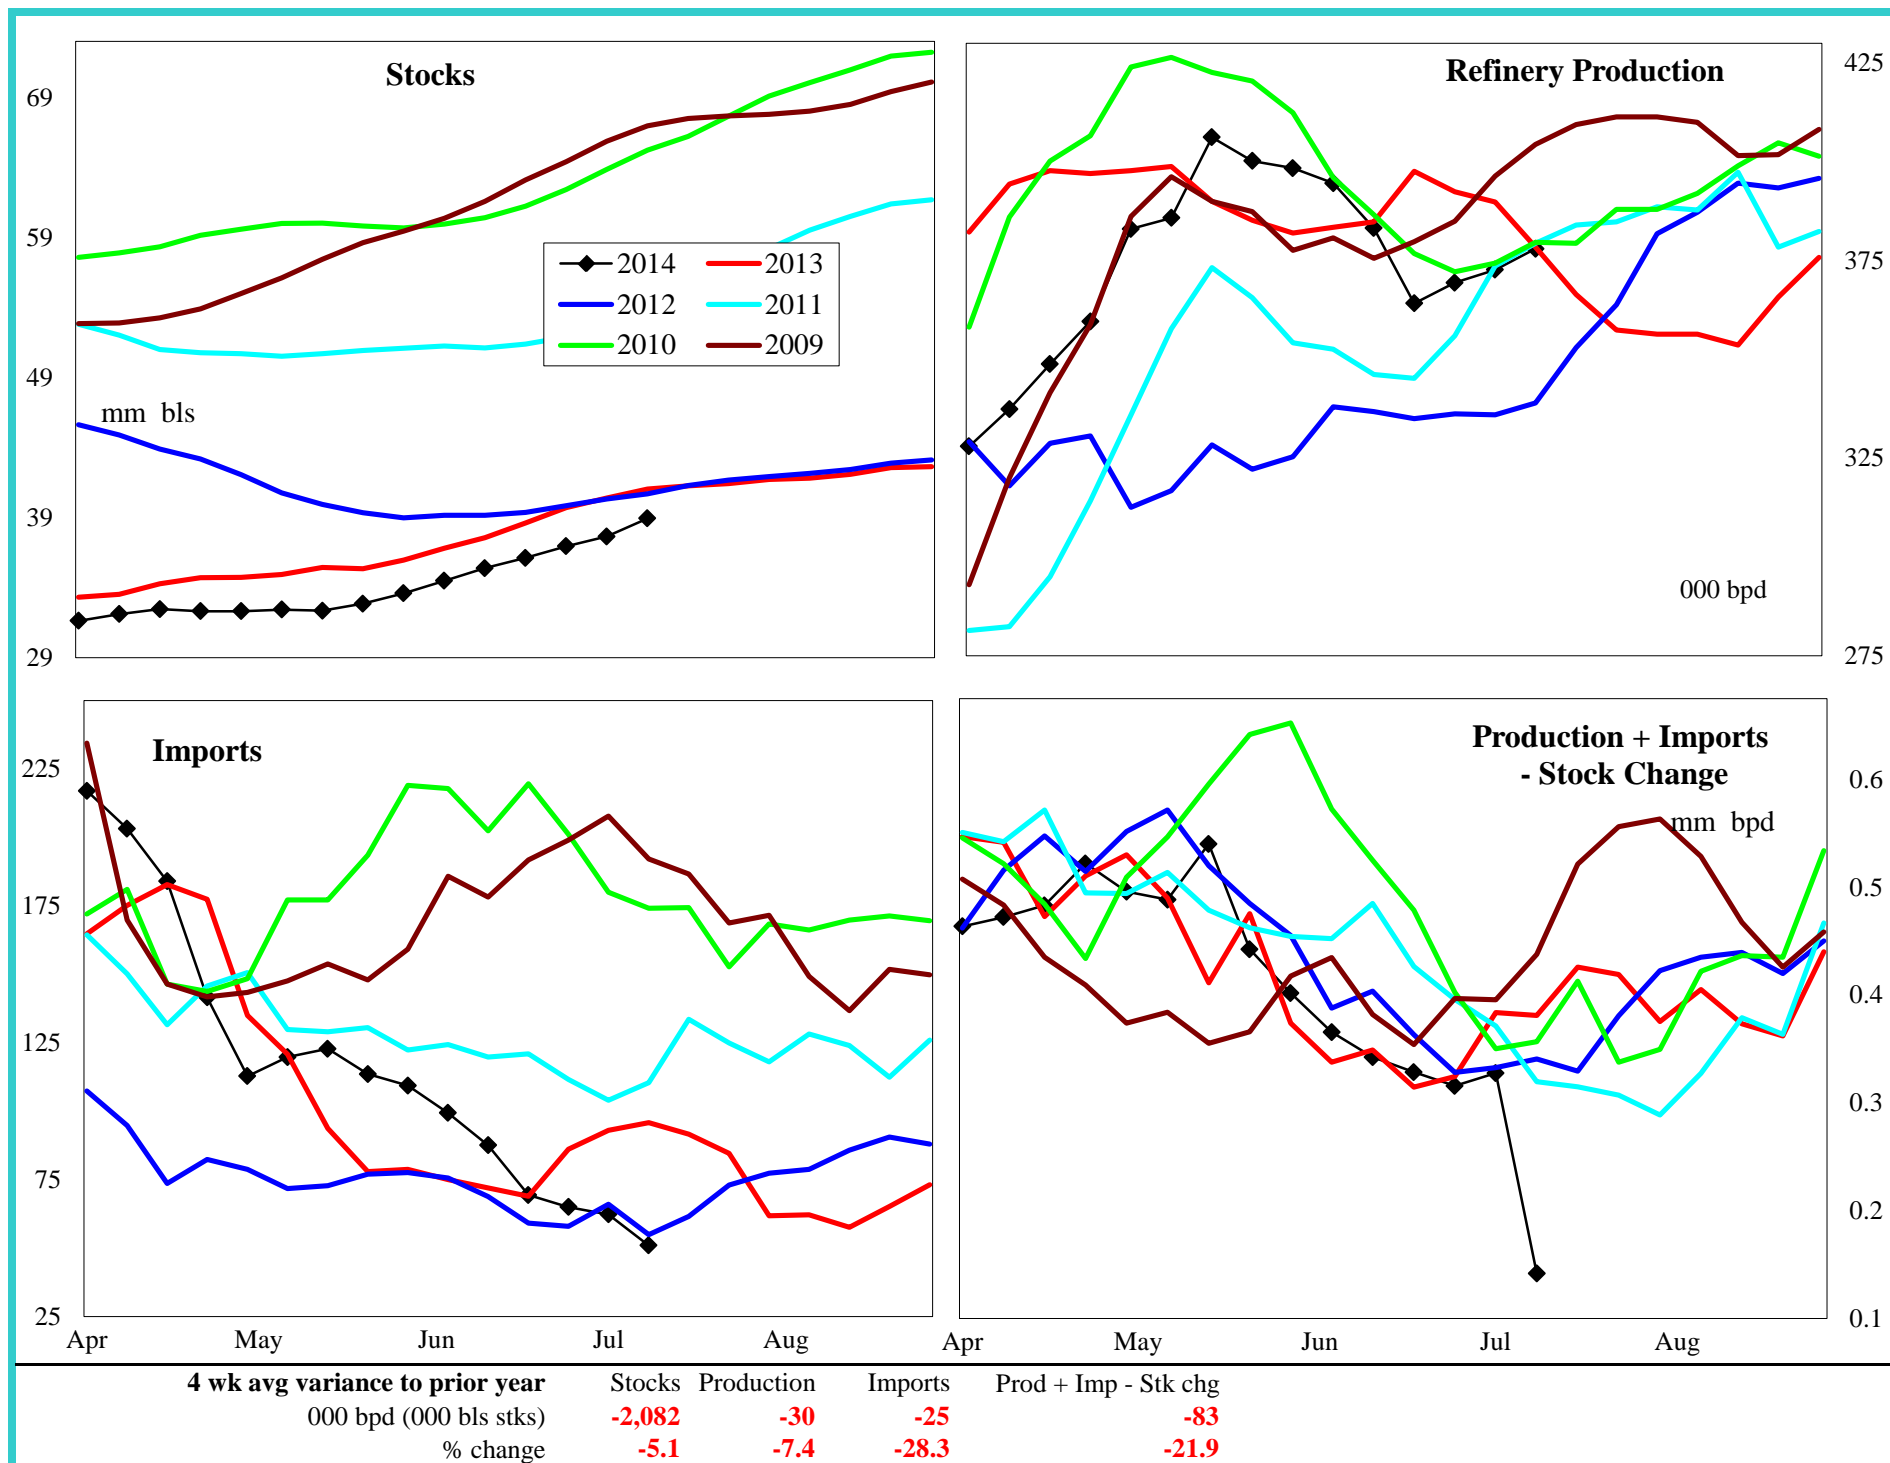 Stocks
69
59
49
39
29
mm bls
2014
2013
2012
2011
2010
2009
Refinery Production
425
375
325
275
000 bpd
Imports
225
175
125
75
25
Apr May Jun Jul Aug
Production + Imports
- Stock Change
mm bpd
0.6
0.5
0.4
0.3
0.2
0.1
Apr May Jun Jul Aug
4 wk avg variance to prior year Stocks Production Imports Prod + Imp - Stk chg
000 bpd (000 bls stks) -2,082 -30 -25 -83
% change -5.1 -7.4 -28.3 -21.9